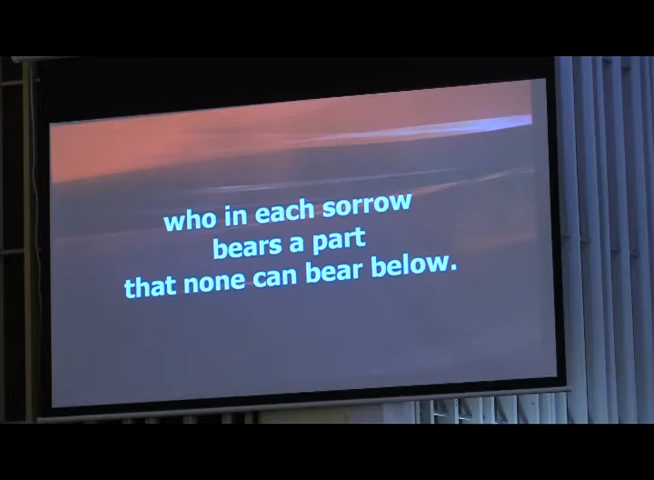 who in each sorrow
bears a part
that none can bear below.